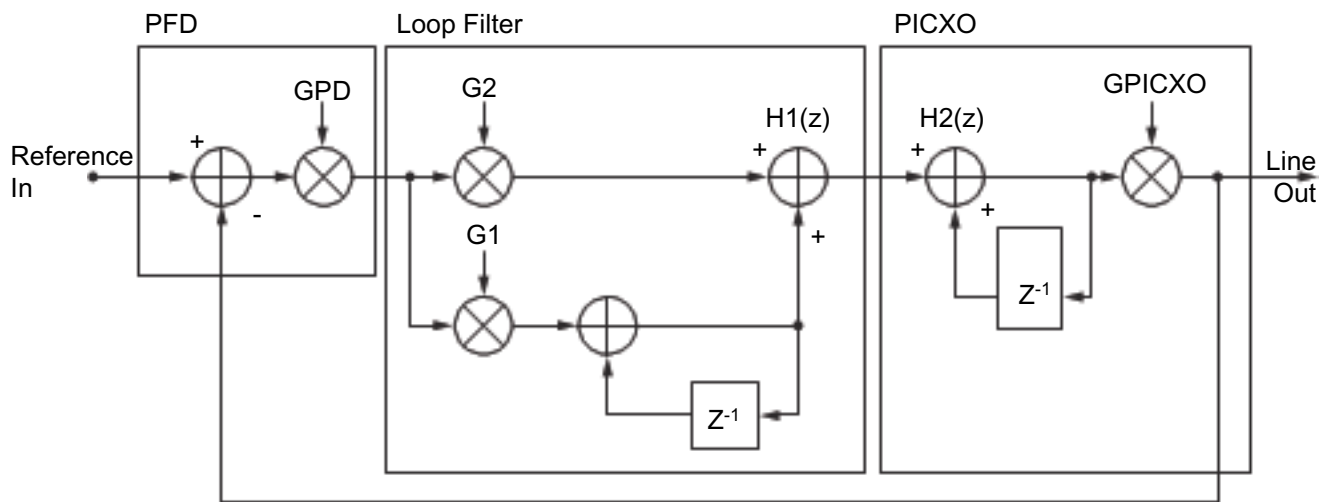 PFD
Loop Filter
PICXO
GPD
G2
GPICXO
H1(z)
H2(z)
+
+
+
Reference
In
Line
Out
-
+
+
G1
Z⁻¹
Z⁻¹